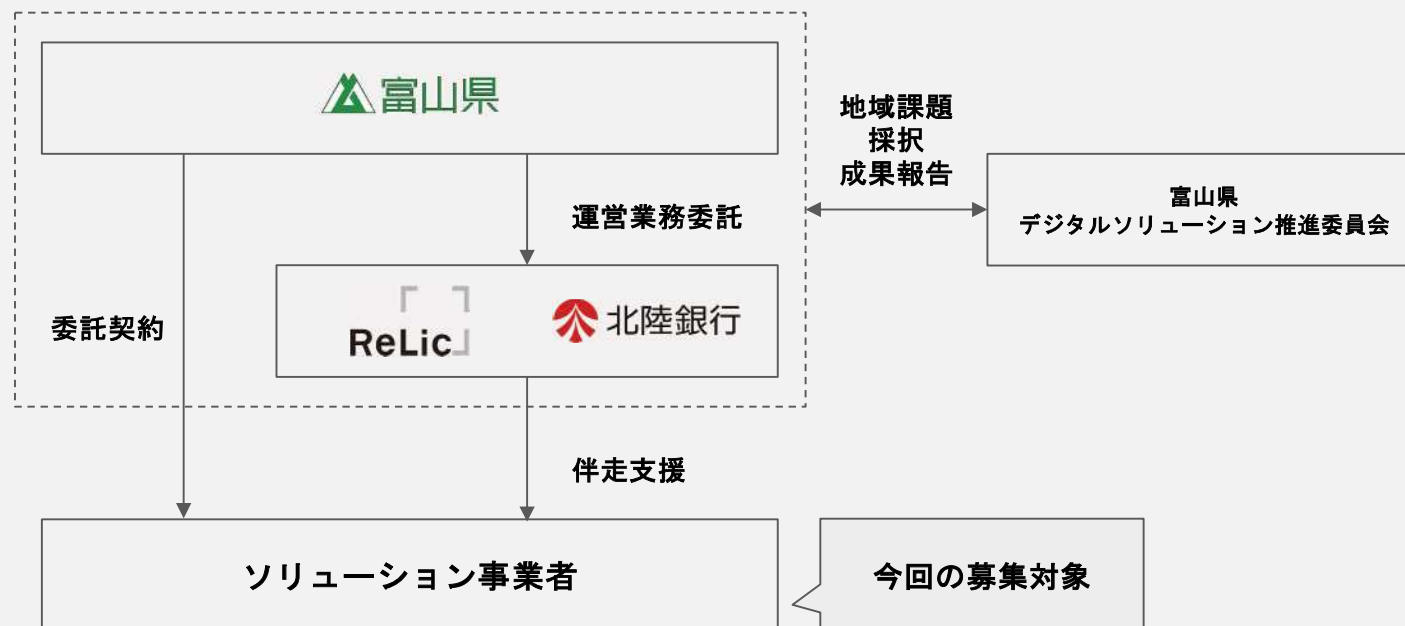 富山県
地域課題
採択
成果報告
富山県
デジタルソリューション推進委員会
運営業務委託
委託契約
ReLic
北陸銀行
伴走支援
ソリューション事業者
今回の募集対象